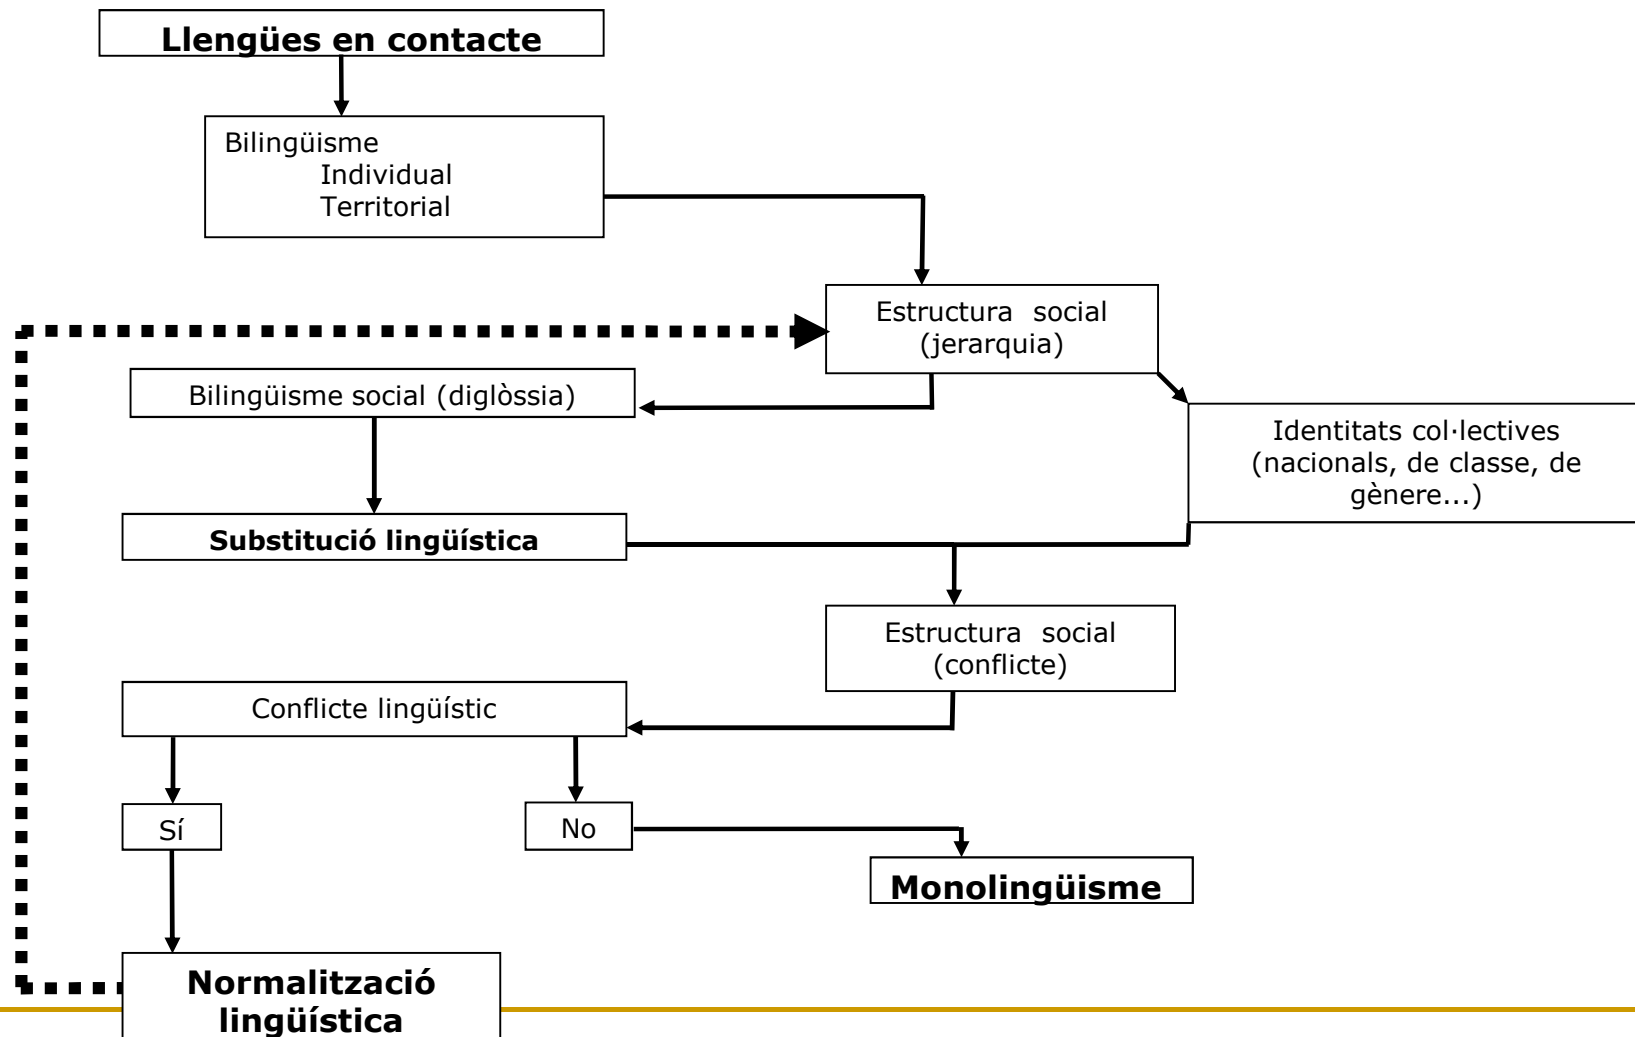 Llengües en contacte
Bilingüisme
Individual
Territorial
Estructura social
(jerarquia)
Bilingüisme social (diglòssia)
Identitats col·lectives
(nacionals, de classe, de
gènere...)
Substitució lingüística
Estructura social
(conflicte)
Conflicte lingüístic
Sí
No
Monolingüisme
Normalització
lingüística